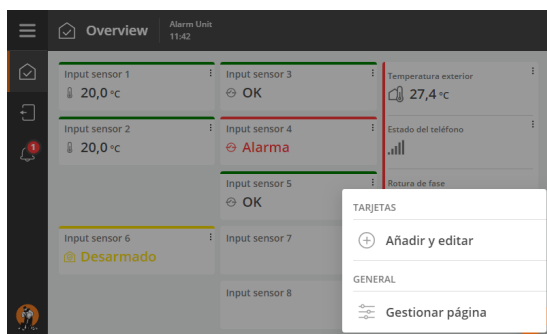 Overview
Alarm Unit
11:42
Input sensor 1
20,0 °C
Input sensor 3
OK
Temperatura exterior
27,4 °C
Input sensor 2
20,0 °C
Input sensor 4
Alarma
Estado del teléfono
1
Input sensor 5
OK
Rotura de fase
TARJETAS
Añadir y editar
Input sensor 6
Desarmado
Input sensor 7
GENERAL
Input sensor 8
Gestionar página